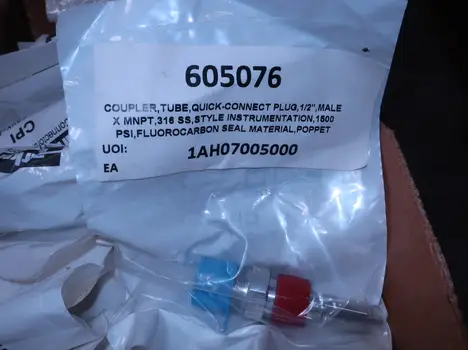 605076
COUPLER,TUBE,QUICK-CONNECT PLUG,1/2",MALE
X MNPT,316 SS,STYLE INSTRUMENTATION,1500
PSI,FLUOROCARBON SEAL MATERIAL,POPPET
UOI: 1AH07005000
EA
CPI